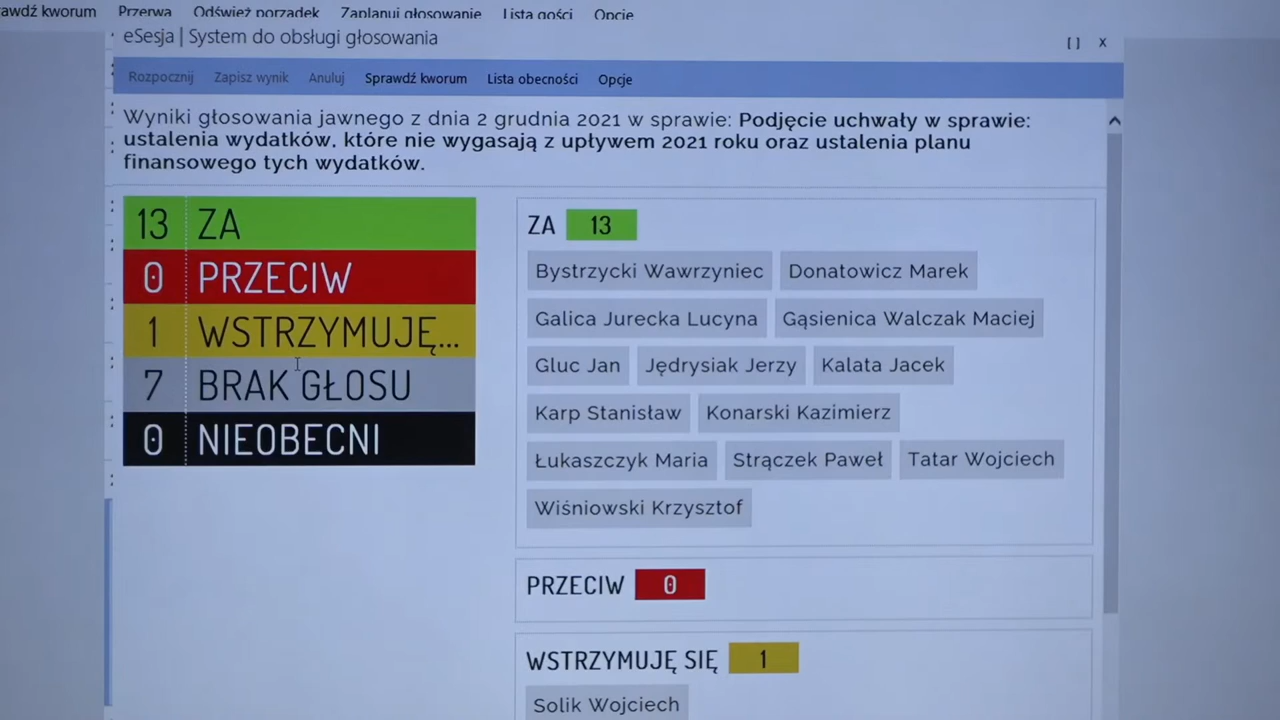 awdź kworum Przerwa Odśwież porządek Zaplanuj głosowanie Lista gości Opcje
eSesja | System do obsługi głosowania
[ ] X
Rozpocznij Zapisz wynik Anuluj Sprawdź kworum Lista obecności Opcje
Wyniki głosowania jawnego z dnia 2 grudnia 2021 w sprawie: Podjęcie uchwały w sprawie:
ustalenia wydatków, które nie wygasają z upływem 2021 roku oraz ustalenia planu
finansowego tych wydatków.
13 ZA
0 PRZECIW
1 WSTRZYMUJĘ...
7 BRAK GŁOSU
0 NIEOBECNI
ZA 13
Bystrzycki Wawrzyniec Donatowicz Marek
Galica Jurecka Lucyna Gąsienica Walczak Maciej
Gluc Jan Jędrysiak Jerzy Kalata Jacek
Karp Stanisław Konarski Kazimierz
Łukaszczyk Maria Strączek Paweł Tatar Wojciech
Wiśniowski Krzysztof
PRZECIW 0
WSTRZYMUJĘ SIĘ 1
Solik Wojciech